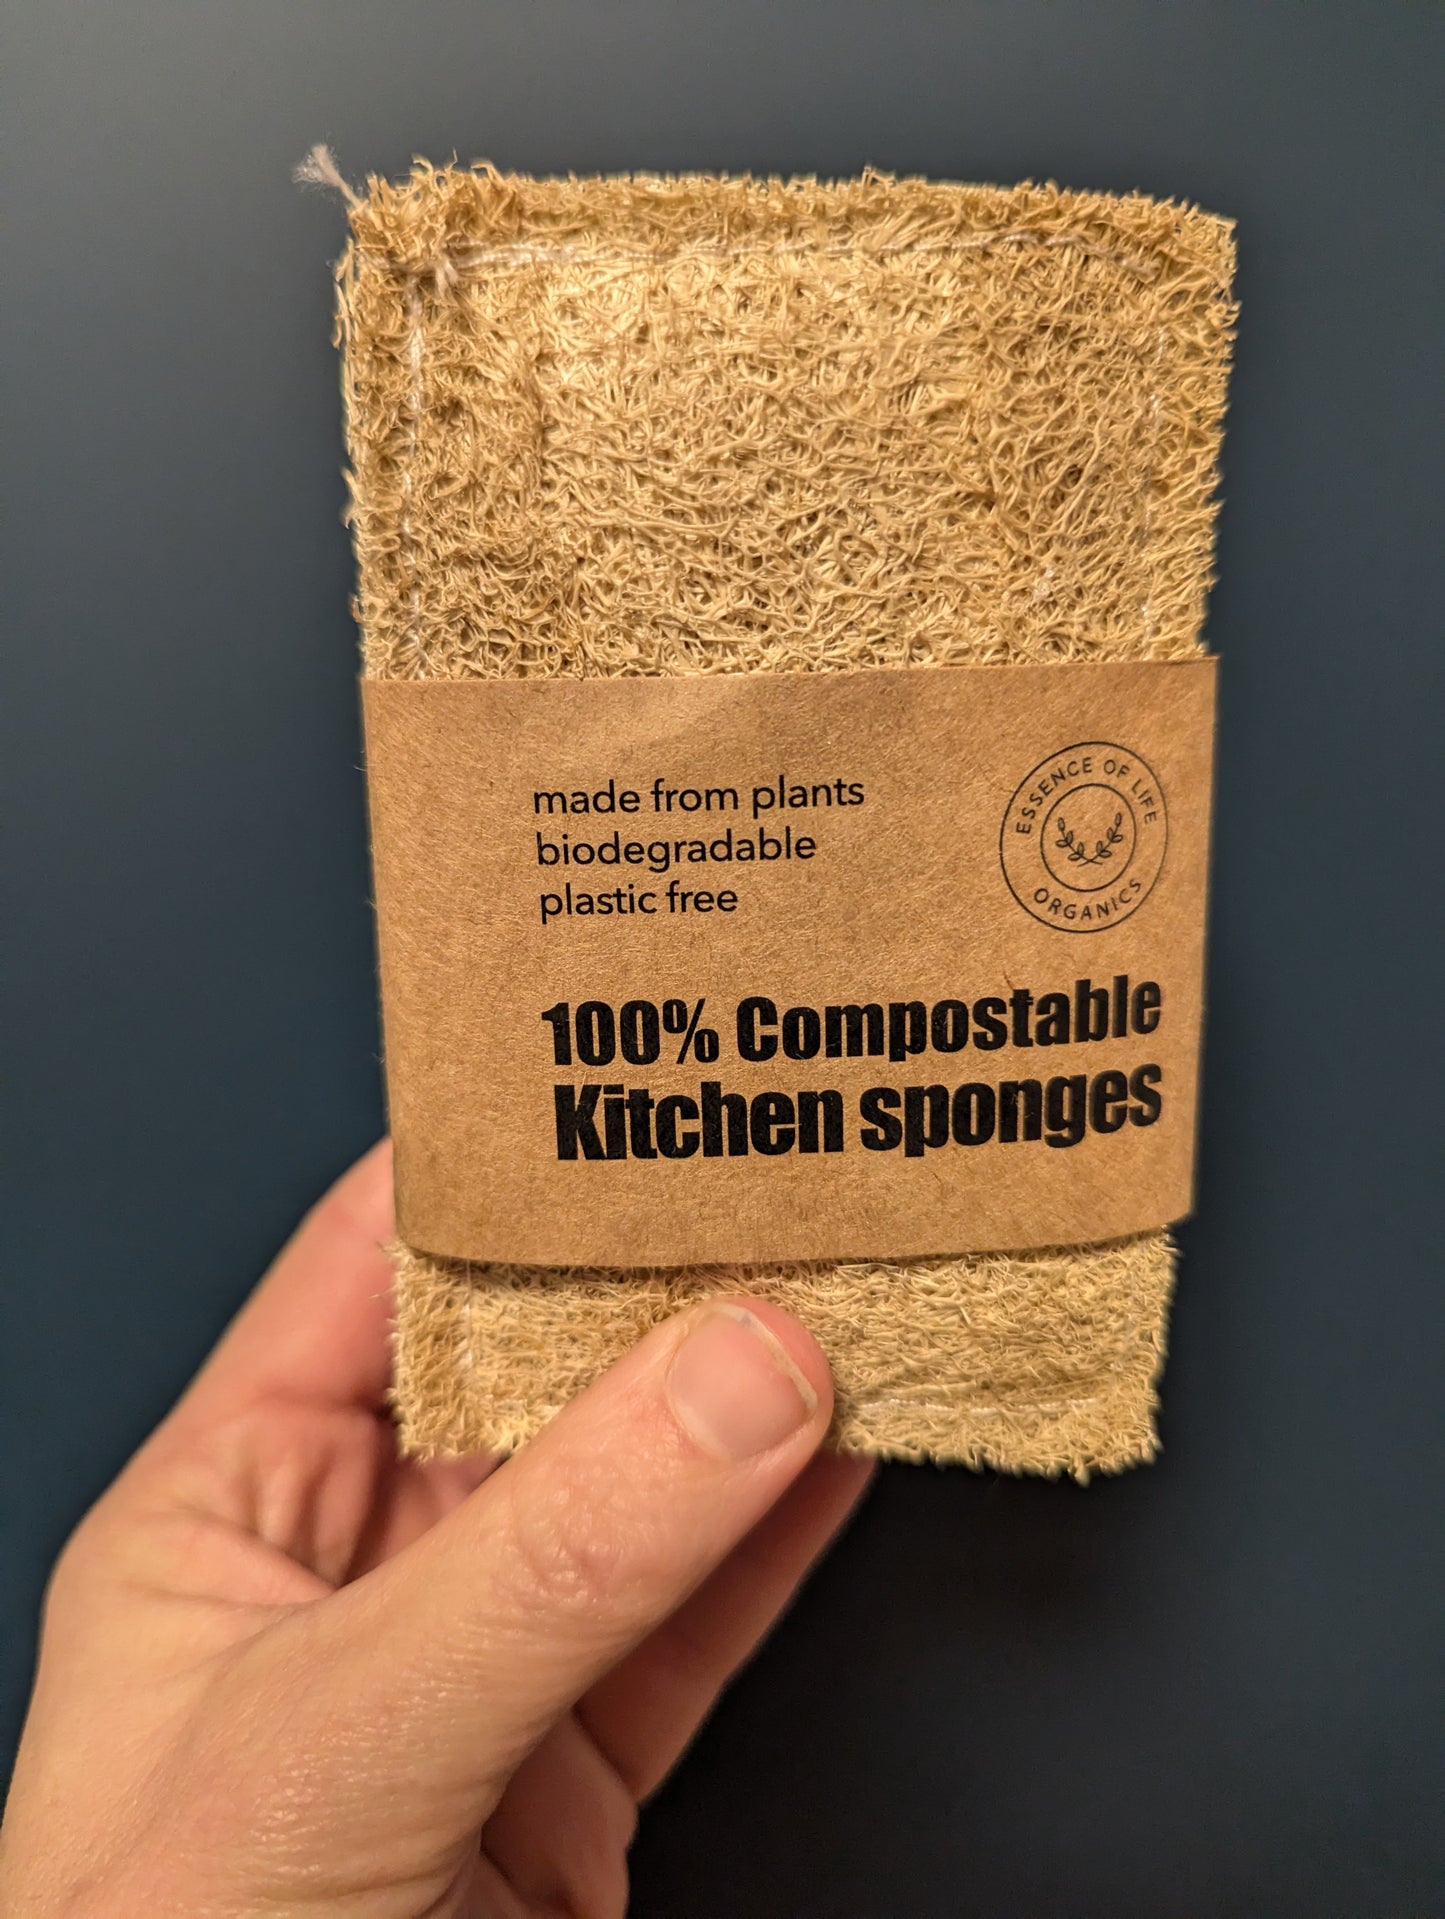 made from plants
biodegradable
plastic free
ESSENCE OF LIFE
ORGANICS
100% Compostable
Kitchen sponges